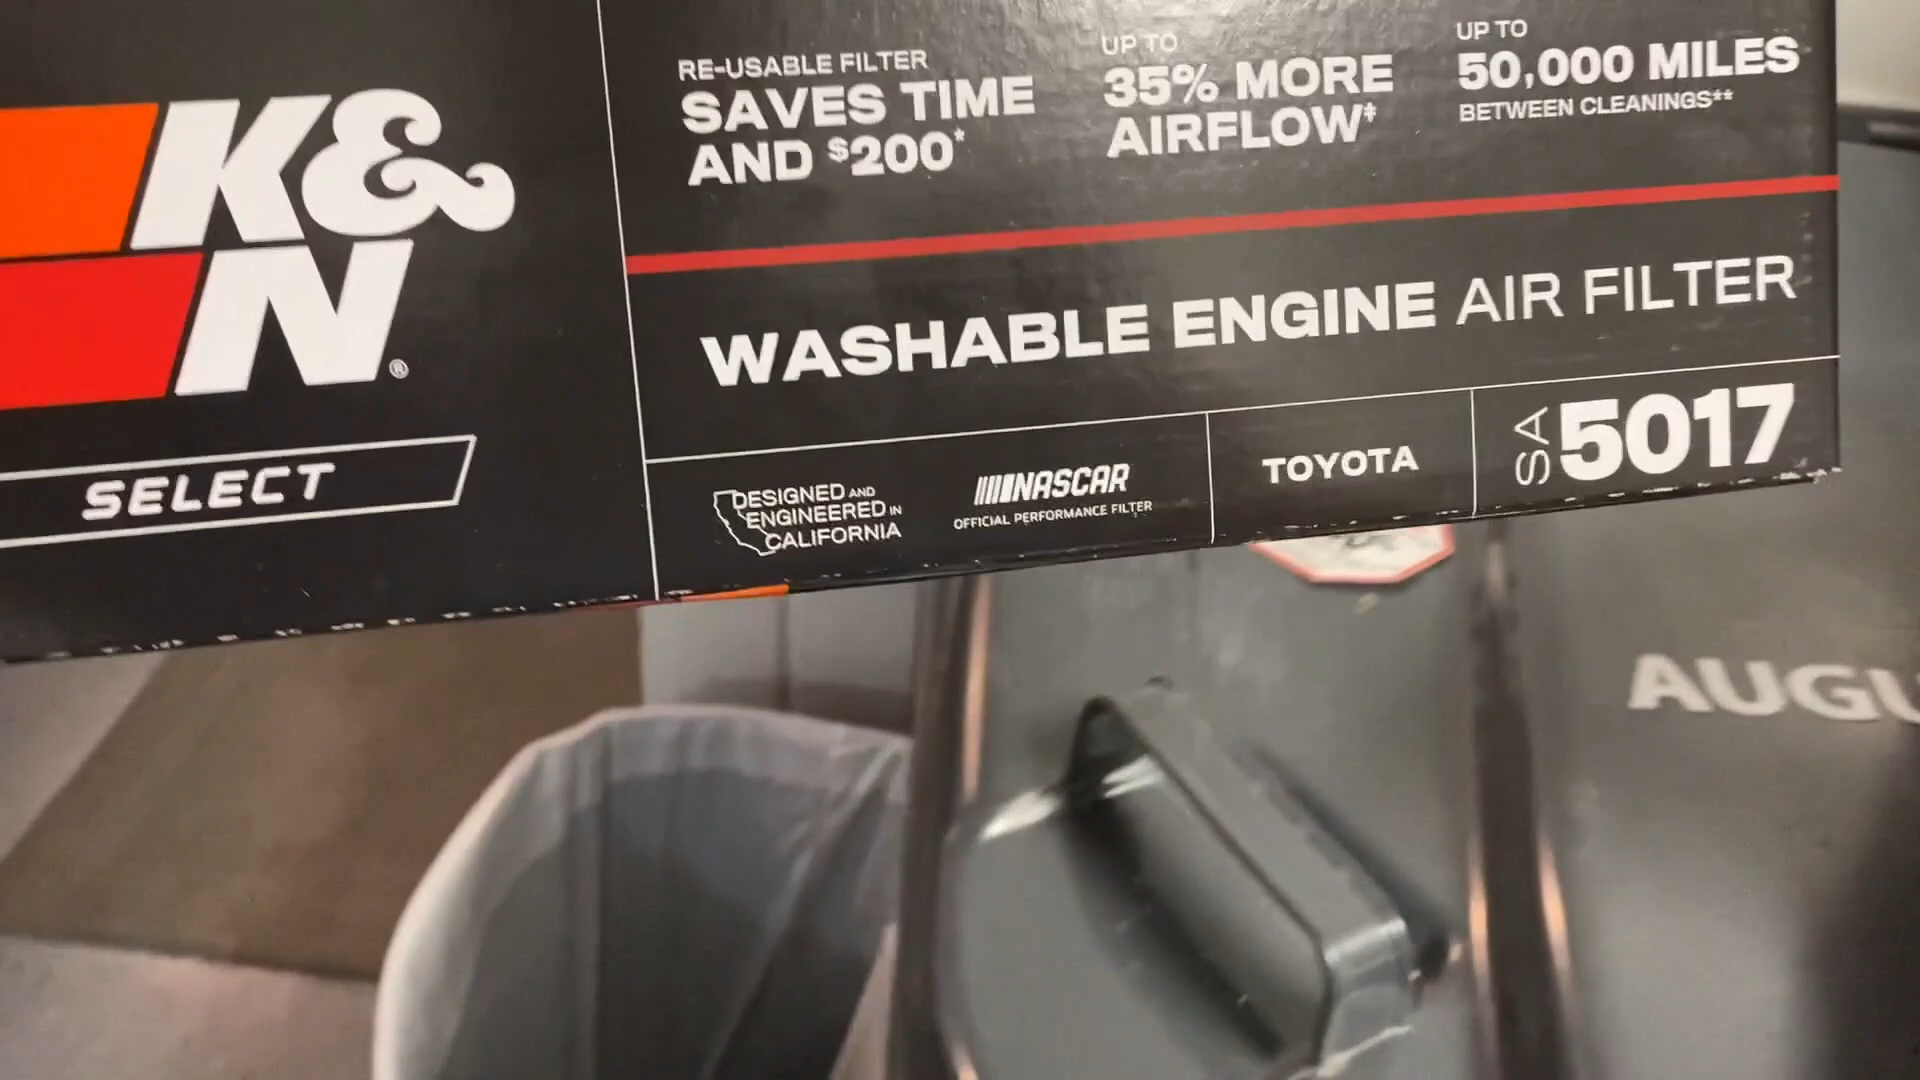 K&
N®
SELECT
RE-USABLE FILTER
SAVES TIME
AND $200*
UP TO
35% MORE
AIRFLOW‡
UP TO
50,000 MILES
BETWEEN CLEANINGS**
WASHABLE ENGINE AIR FILTER
DESIGNED AND
ENGINEERED IN
CALIFORNIA
NASCAR
OFFICIAL PERFORMANCE FILTER
TOYOTA
SA 5017
AUGU